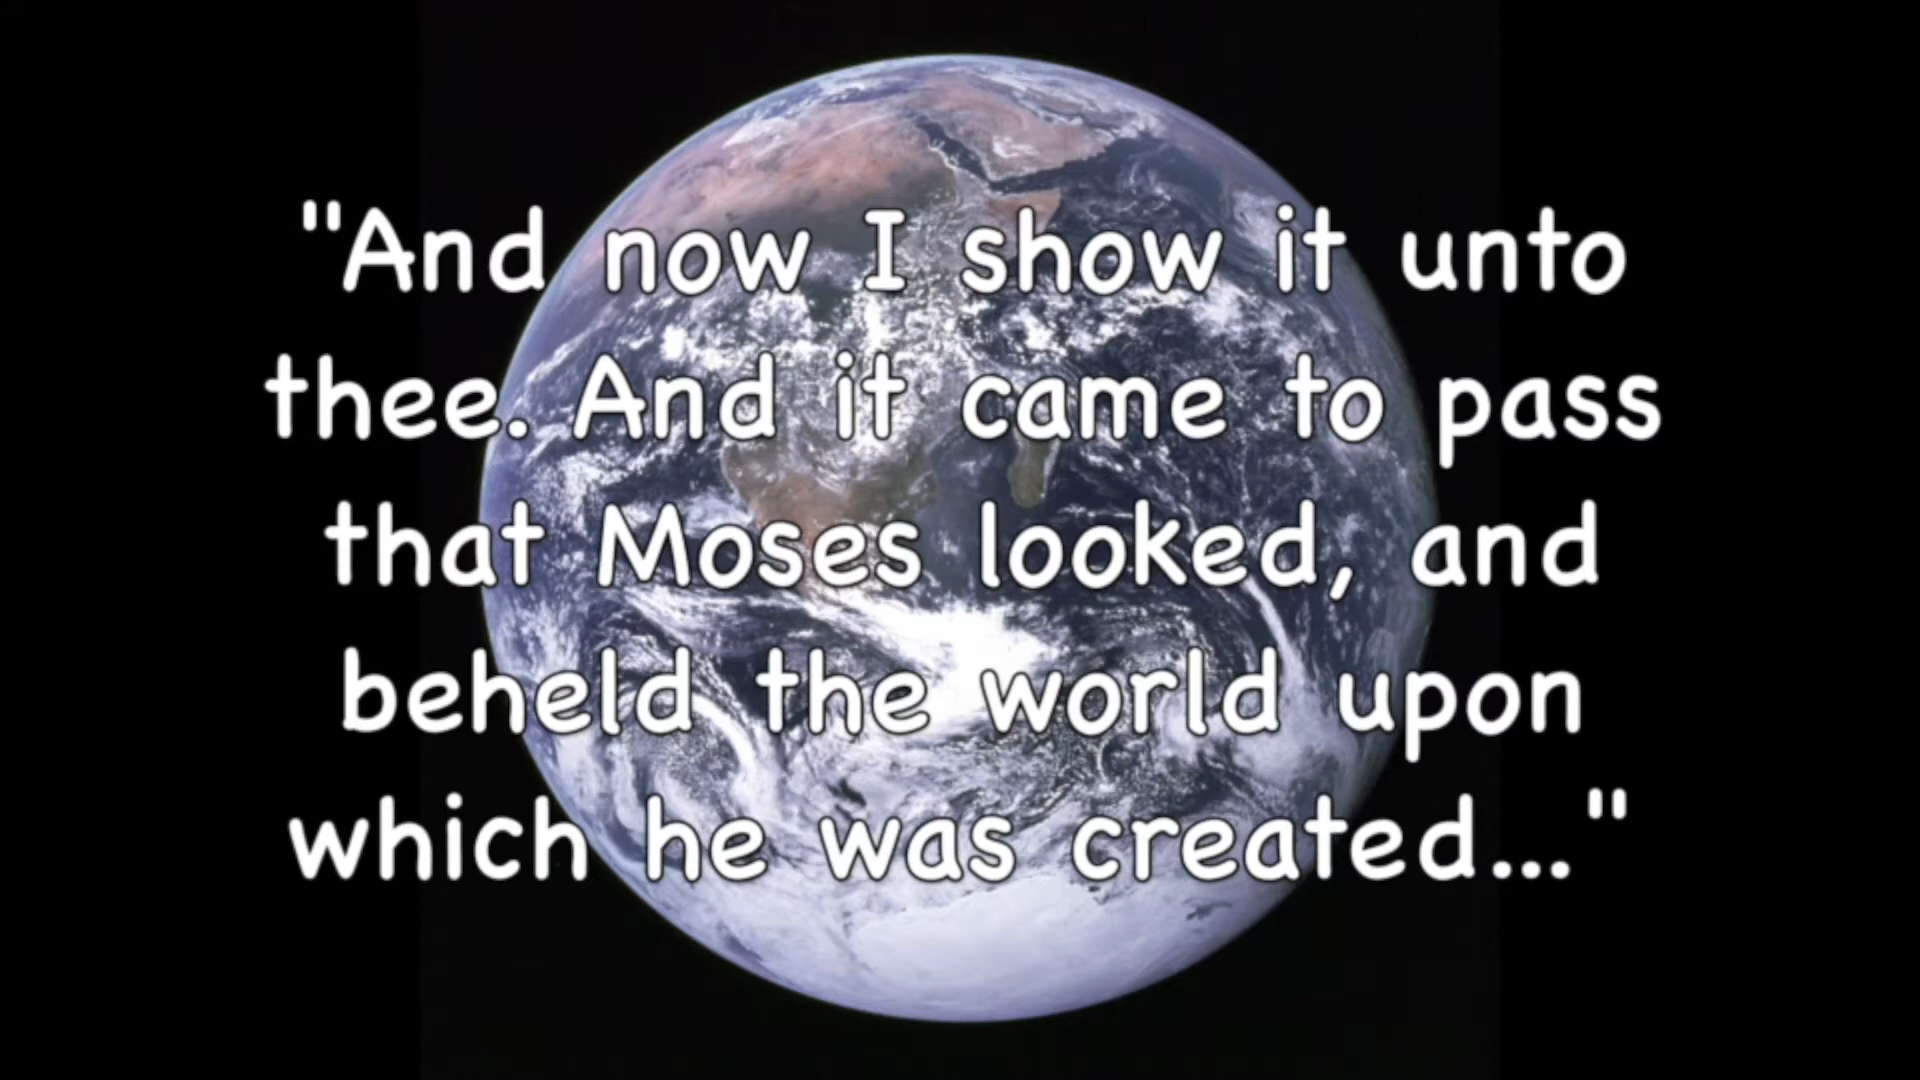 "And now I show it unto
thee. And it came to pass
that Moses looked, and
beheld the world upon
which he was created..."